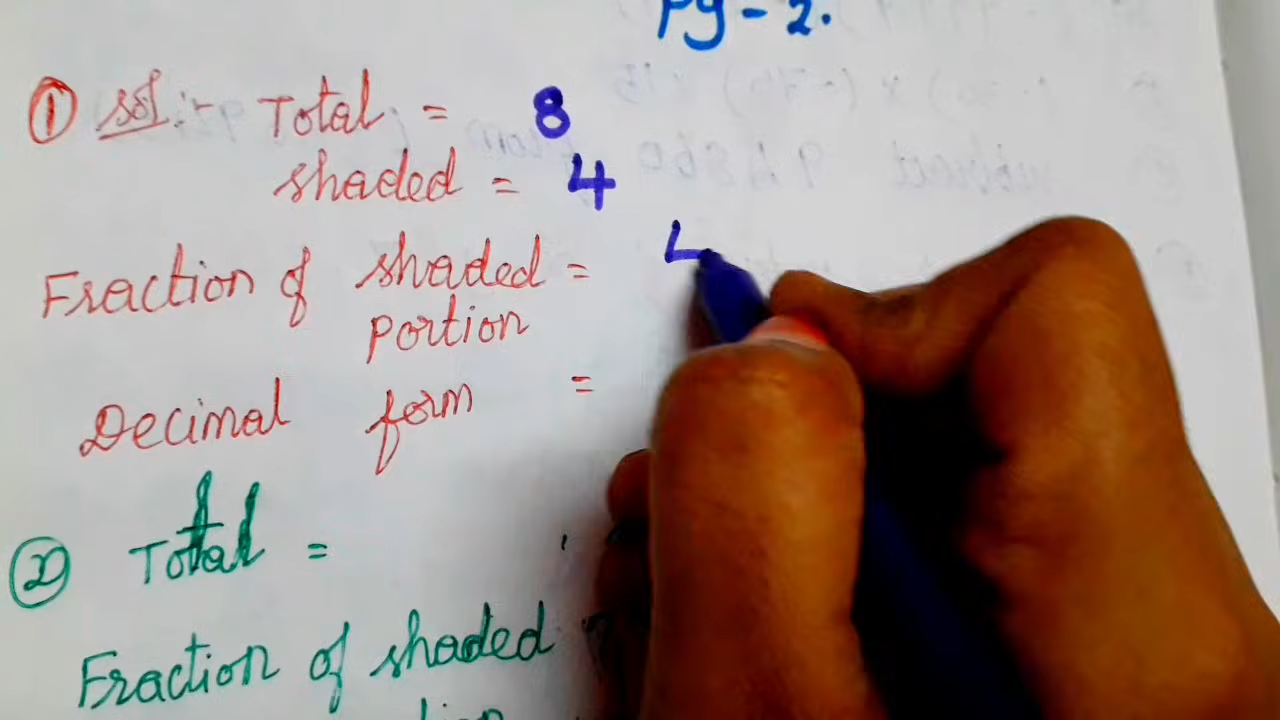 Pg - 2.
① Sol:- Total = 8
shaded = 4
Fraction of shaded = 4
portion
Decimal form =
② Total =
Fraction of shaded